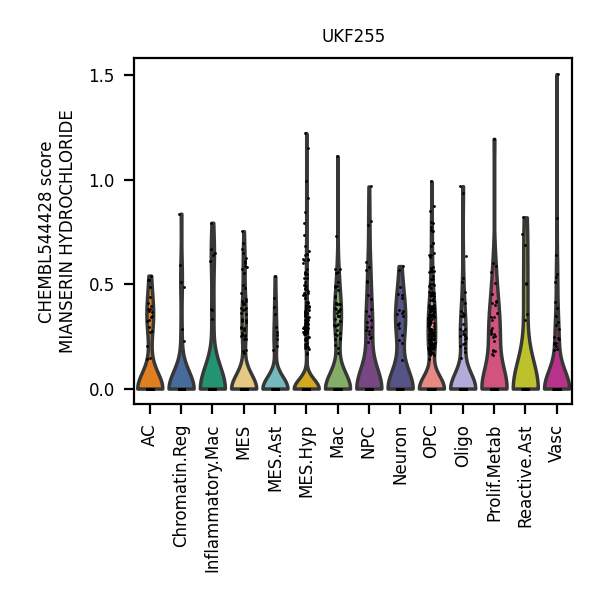 UKF255
CHEMBL544428 score
MIANSERIN HYDROCHLORIDE
1.5
1.0
0.5
0.0
AC
Chromatin.Reg
Inflammatory.Mac
MES
MES.Ast
MES.Hyp
Mac
NPC
Neuron
OPC
Oligo
Prolif.Metab
Reactive.Ast
Vasc